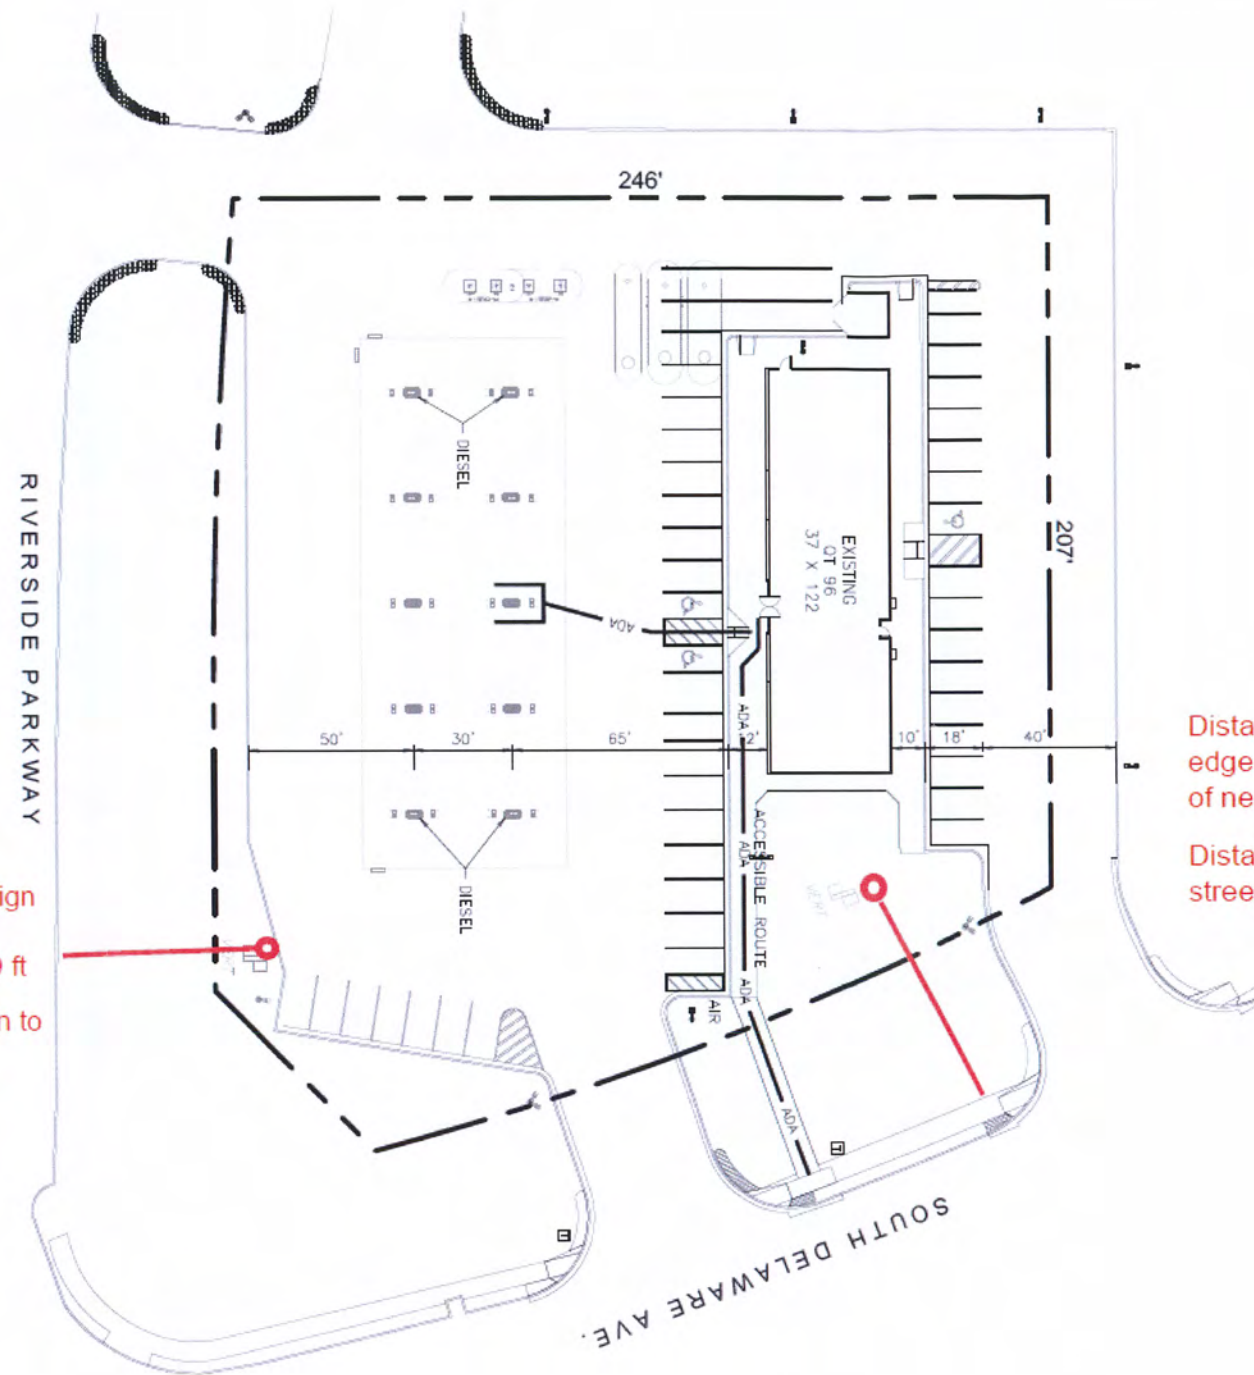 246'
DIESEL
207'
EXISTING
QT 96
37 X 122
RIVERSIDE PARKWAY
ADA
50'
30'
65'
ADA
10'
18'
40'
Dista
edge
of ne
Dista
stree
ADA
ACCESSIBLE ROUTE
DIESEL
ign
ft
n to
ADA
AIR
ADA
T
SOUTH DELAWARE AVE.
T